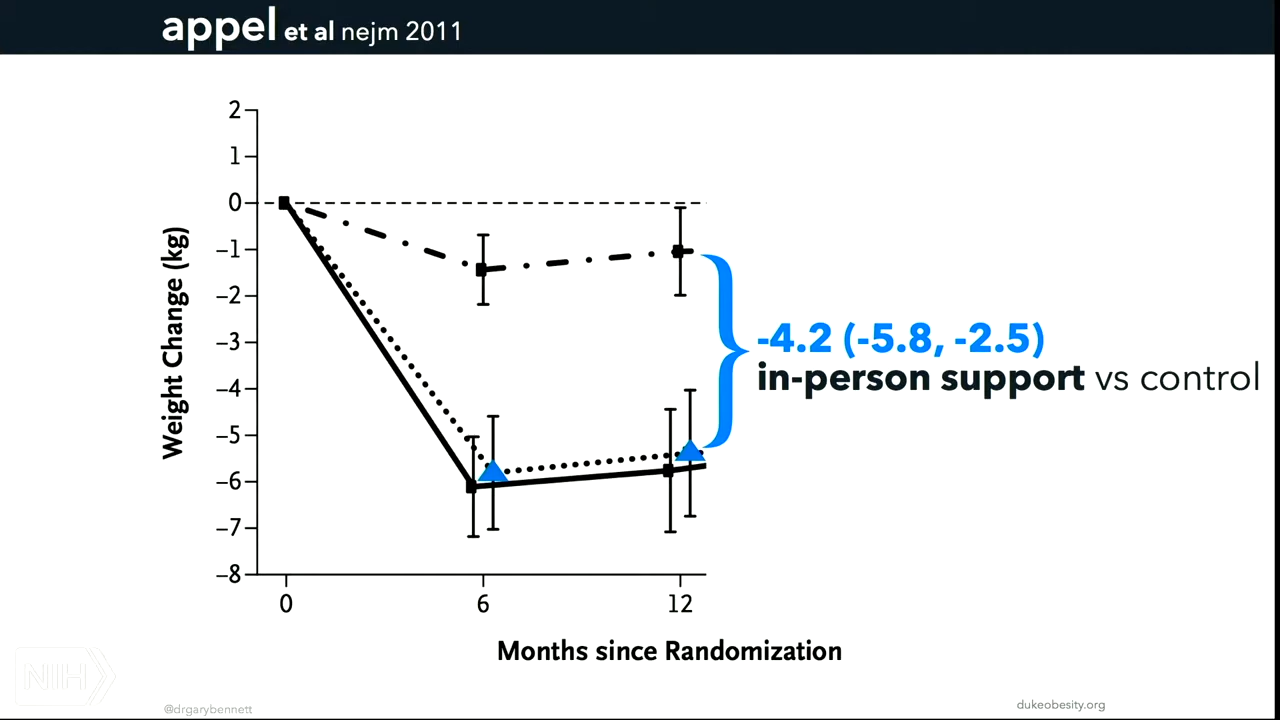 appel et al nejm 2011
2
1
0
–1
–2
–3
–4
–5
–6
–7
–8
Weight Change (kg)
-4.2 (-5.8, -2.5)
in-person support vs control
0 6 12
Months since Randomization
NIH
@drgarybennett
dukeobesity.org